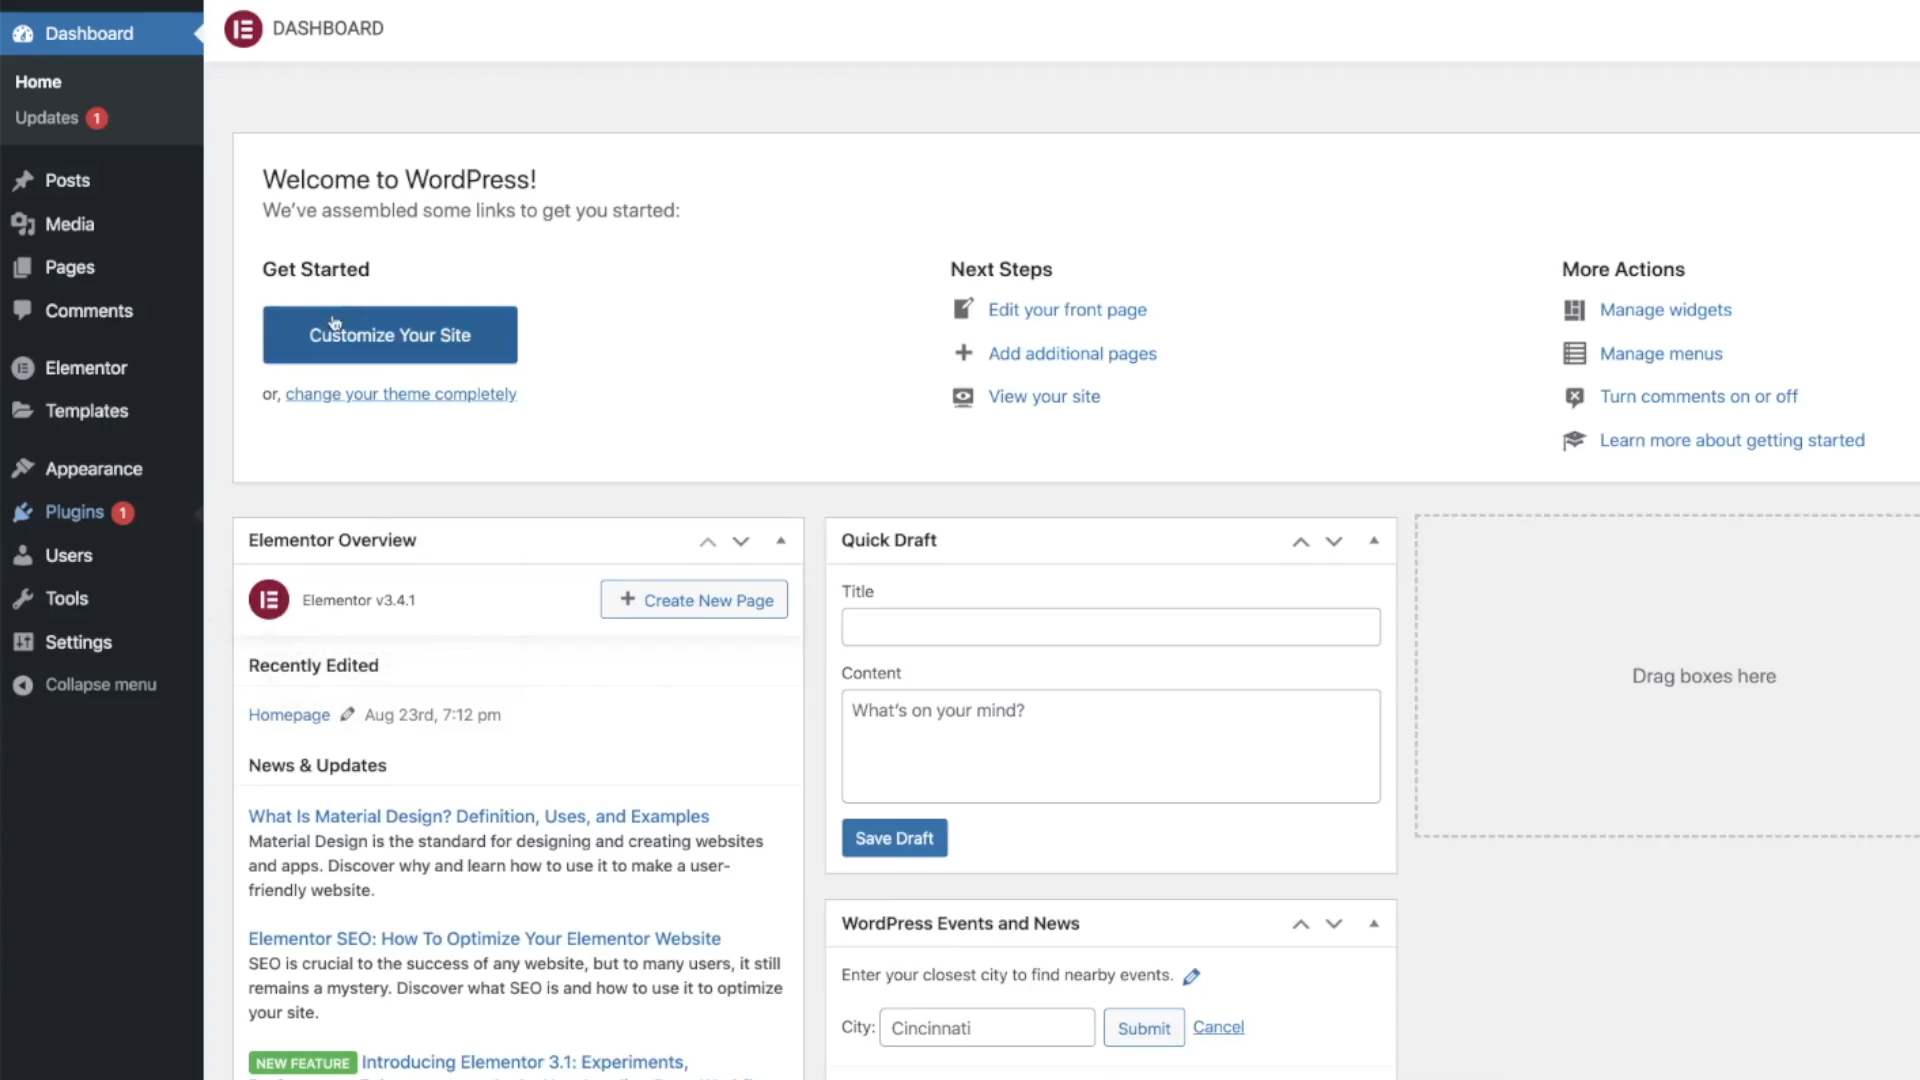 Dashboard
Home
Updates 1
Posts
Media
Pages
Comments
Elementor
Templates
Appearance
Plugins 1
Users
Tools
Settings
Collapse menu
DASHBOARD
Welcome to WordPress!
We've assembled some links to get you started:
Get Started
Customize Your Site
or, change your theme completely
Next Steps
Edit your front page
Add additional pages
View your site
More Actions
Manage widgets
Manage menus
Turn comments on or off
Learn more about getting started
Elementor Overview
Elementor v3.4.1
+ Create New Page
Recently Edited
Homepage Aug 23rd, 7:12 pm
News & Updates
What Is Material Design? Definition, Uses, and Examples
Material Design is the standard for designing and creating websites
and apps. Discover why and learn how to use it to make a user-
friendly website.
Elementor SEO: How To Optimize Your Elementor Website
SEO is crucial to the success of any website, but to many users, it still
remains a mystery. Discover what SEO is and how to use it to optimize
your site.
NEW FEATURE Introducing Elementor 3.1: Experiments,
Quick Draft
Title
Content
What's on your mind?
Save Draft
WordPress Events and News
Enter your closest city to find nearby events.
City: Cincinnati Submit Cancel
Drag boxes here